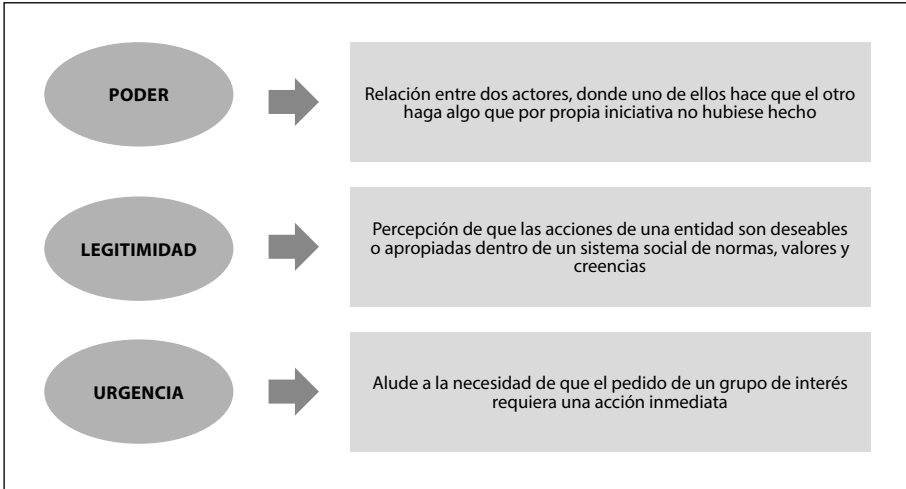 PODER
Relación entre dos actores, donde uno de ellos hace que el otro
haga algo que por propia iniciativa no hubiese hecho
LEGITIMIDAD
Percepción de que las acciones de una entidad son deseables
o apropiadas dentro de un sistema social de normas, valores y
creencias
URGENCIA
Alude a la necesidad de que el pedido de un grupo de interés
requiera una acción inmediata